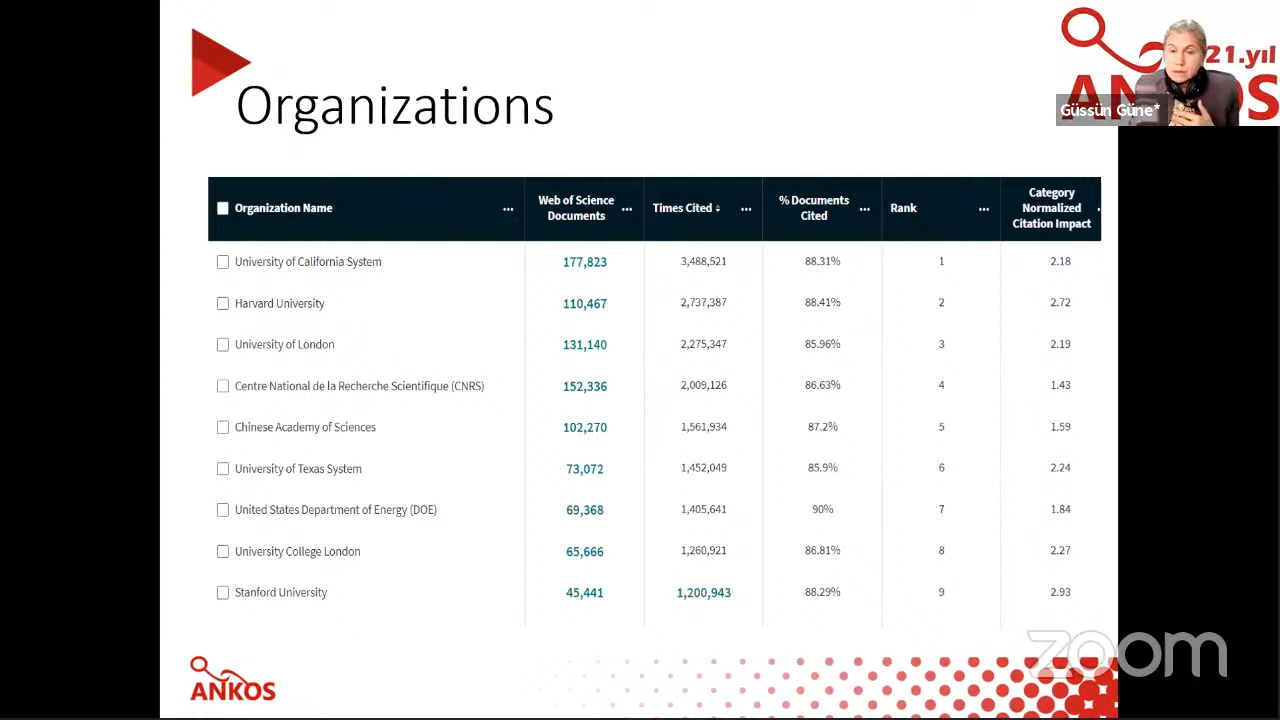 21.yıl
ANKOS
Güssün Güne*
Organizations
Organization Name ... Web of Science Documents ... Times Cited ... % Documents Cited ... Rank ... Category Normalized Citation Impact
University of California System 177,823 3,488,521 88.31% 1 2.18
Harvard University 110,467 2,737,387 88.41% 2 2.72
University of London 131,140 2,275,347 85.96% 3 2.19
Centre National de la Recherche Scientifique (CNRS) 152,336 2,009,126 86.63% 4 1.43
Chinese Academy of Sciences 102,270 1,561,934 87.2% 5 1.59
University of Texas System 73,072 1,452,049 85.9% 6 2.24
United States Department of Energy (DOE) 69,368 1,405,641 90% 7 1.84
University College London 65,666 1,260,921 86.81% 8 2.27
Stanford University 45,441 1,200,943 88.29% 9 2.93
ANKOS
zoom